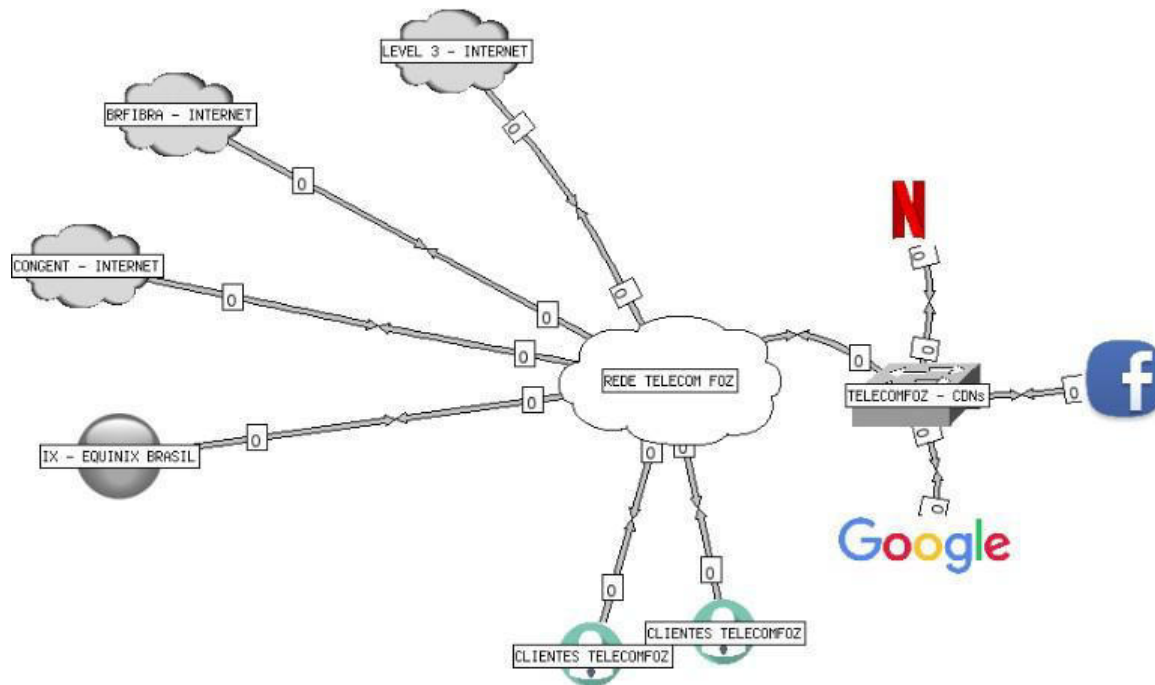 LEVEL 3 - INTERNET
0
BRFIBRA - INTERNET
0
N
0
CONGENT - INTERNET
0
0
0
0
0
0
0
REDE TELECOM FOZ
TELECOMFOZ - CDNs
0
f
0
IX - EQUINIX BRASIL
0
0
0
0
0
Google
0
0
CLIENTES TELECOMFOZ
CLIENTES TELECOMFOZ